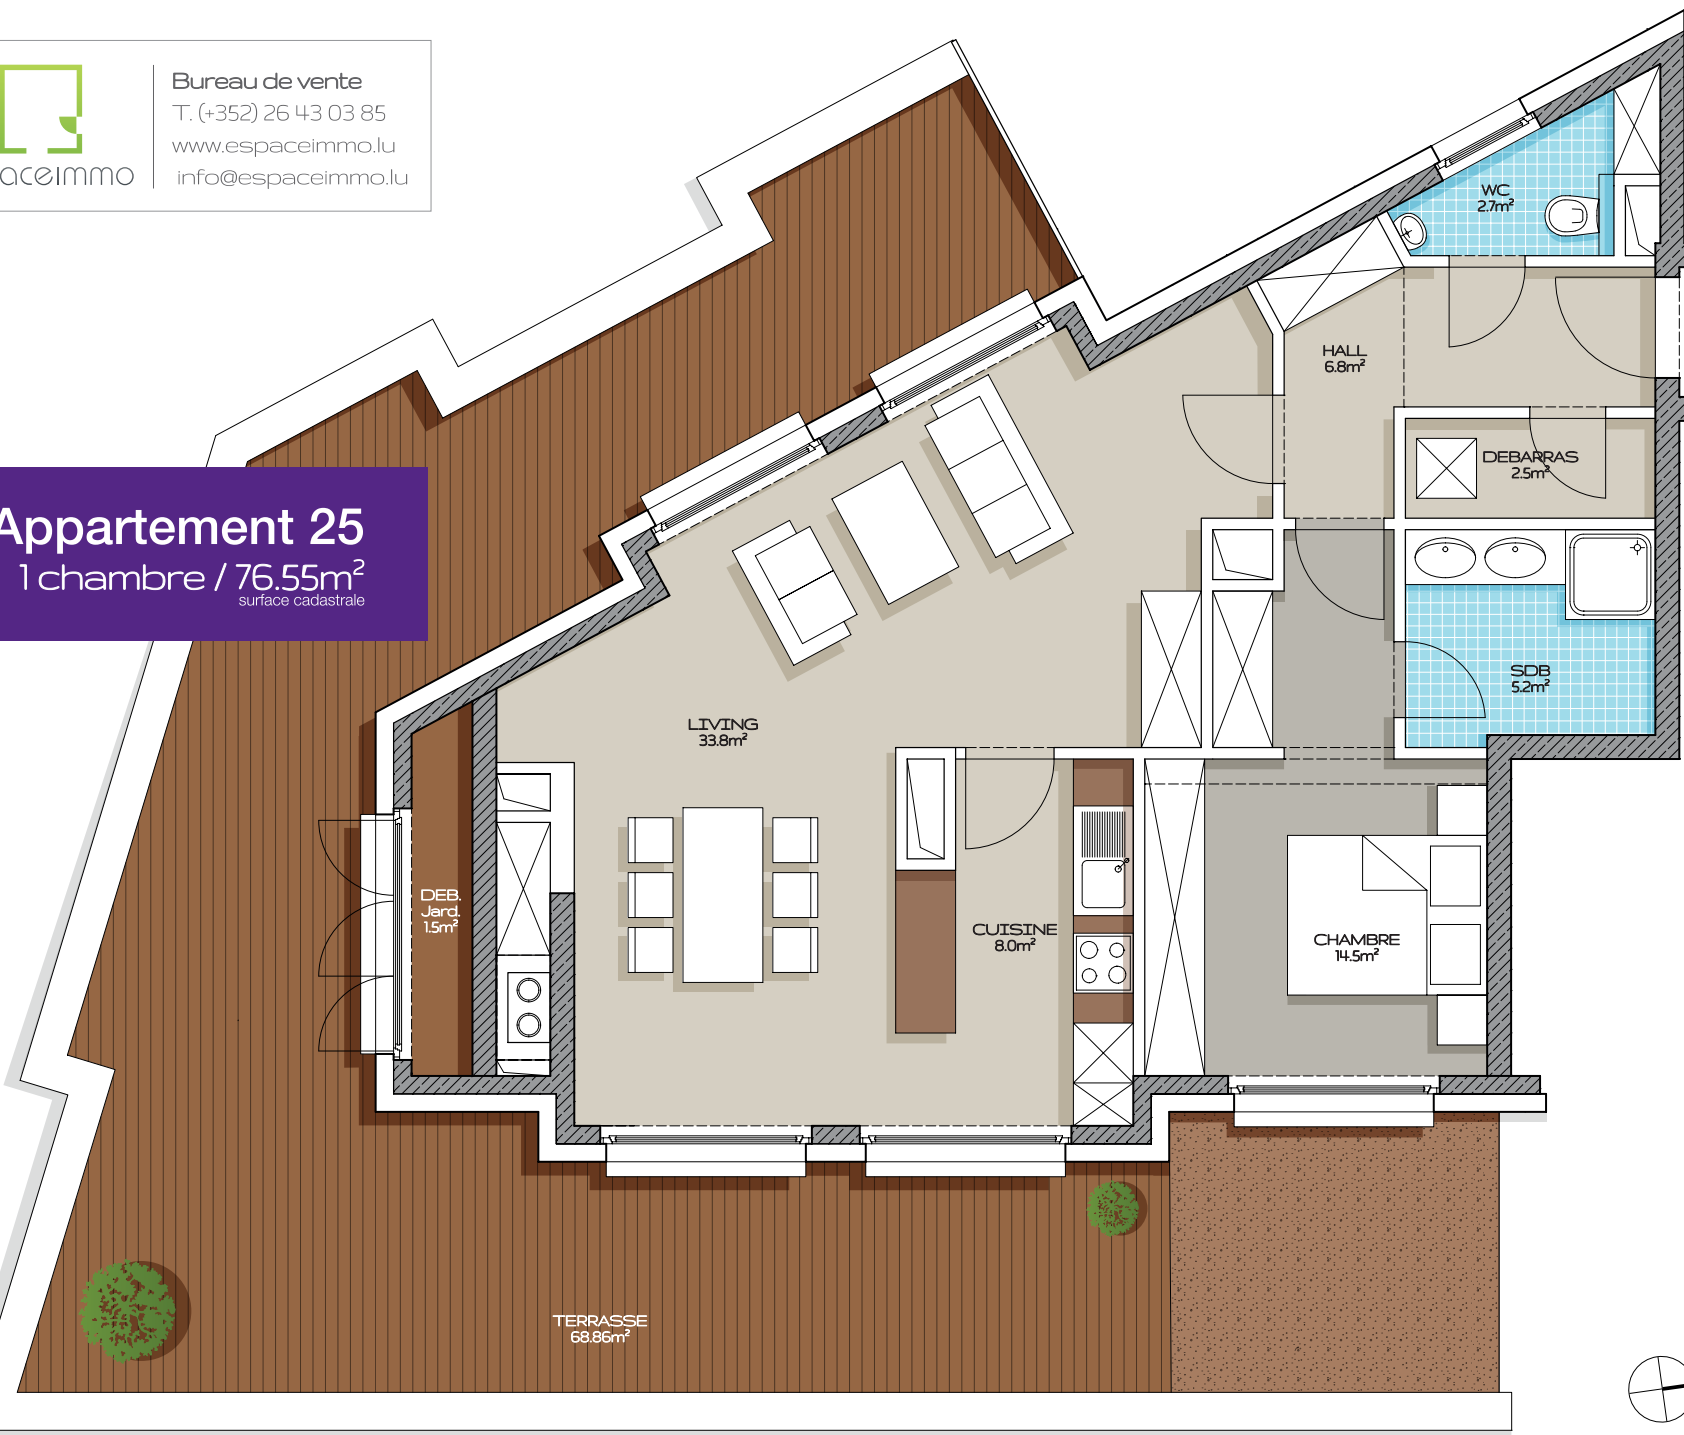 aceimmo
Bureau de vente
T. (+352) 26 43 03 85
www.espaceimmo.lu
info@espaceimmo.lu
Appartement 25
1 chambre / 76.55m²
surface cadastrale
WC
2.7m²
HALL
6.8m²
DEBARRAS
2.5m²
SDB
5.2m²
LIVING
33.8m²
DEB.
Jard.
1.5m²
CUISINE
8.0m²
CHAMBRE
14.5m²
TERRASSE
68.86m²